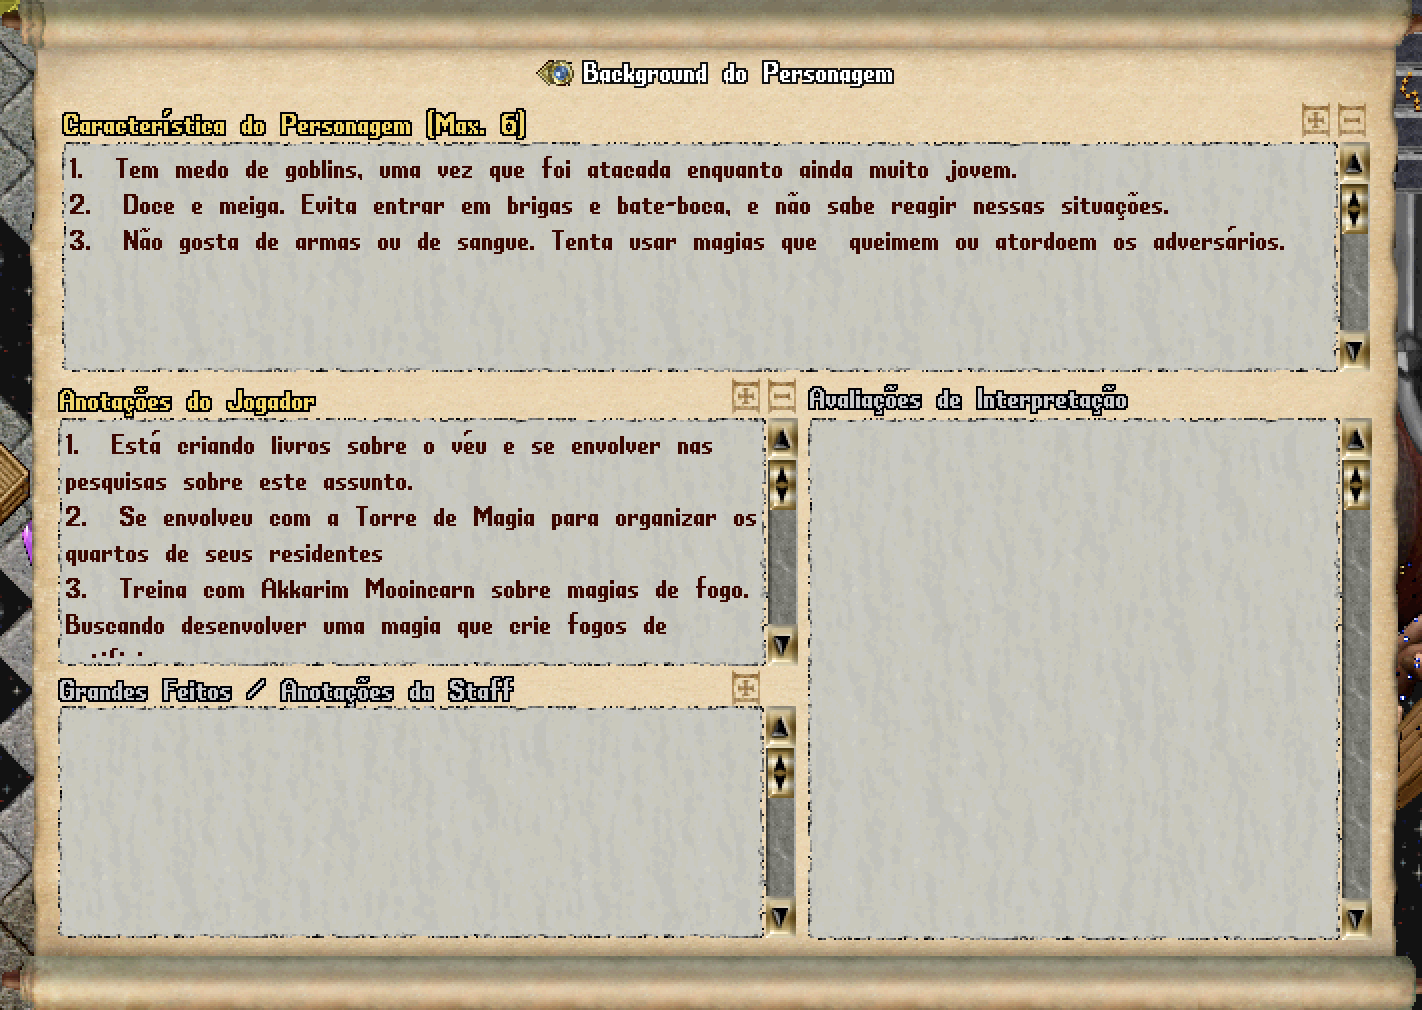 Background do Personagem
Característica do Personagem (Max. 6)
1. Tem medo de goblins, uma vez que foi atacada enquanto ainda muito jovem.
2. Doce e meiga. Evita entrar em brigas e bate-boca, e não sabe reagir nessas situações.
3. Não gosta de armas ou de sangue. Tenta usar magias que queimem ou atordoem os adversários.
Anotações do Jogador
1. Está criando livros sobre o véu e se envolver nas
pesquisas sobre este assunto.
2. Se envolveu com a Torre de Magia para organizar os
quartos de seus residentes
3. Treina com Akkarim Mooincarn sobre magias de fogo.
Buscando desenvolver uma magia que crie fogos de
Grandes Feitos / Anotações da Staff
Avaliações de Interpretação